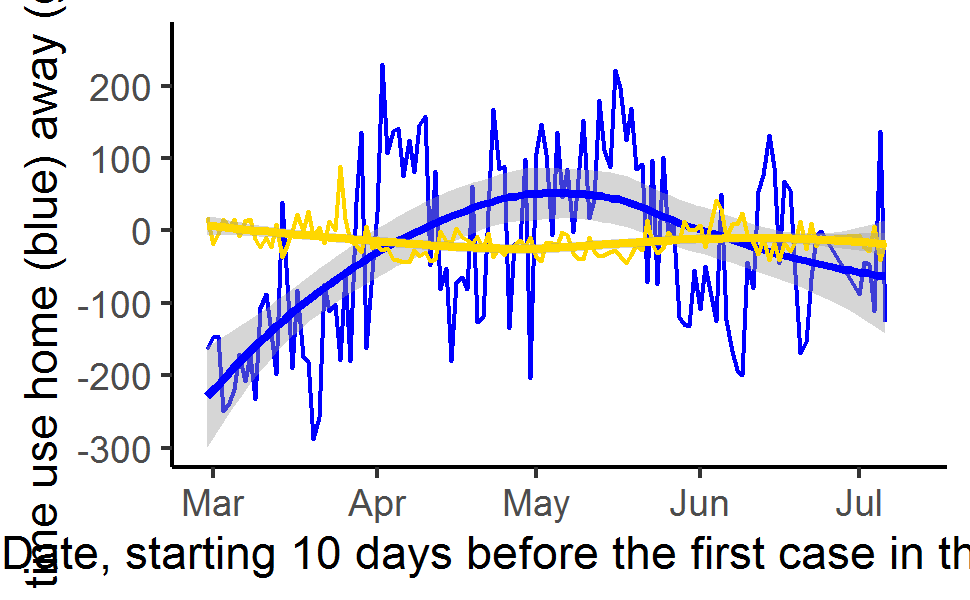 time use home (blue) away (
200
100
0
-100
-200
-300
Mar Apr May Jun Jul
Date, starting 10 days before the first case in th